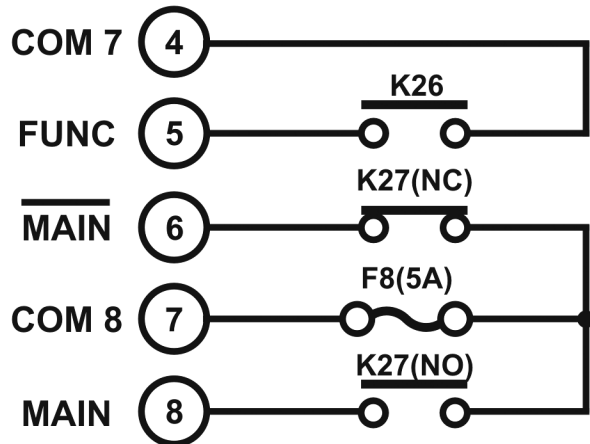 COM 7 4
K26
FUNC 5
K27(NC)
MAIN 6
F8(5A)
COM 8 7
K27(NO)
MAIN 8